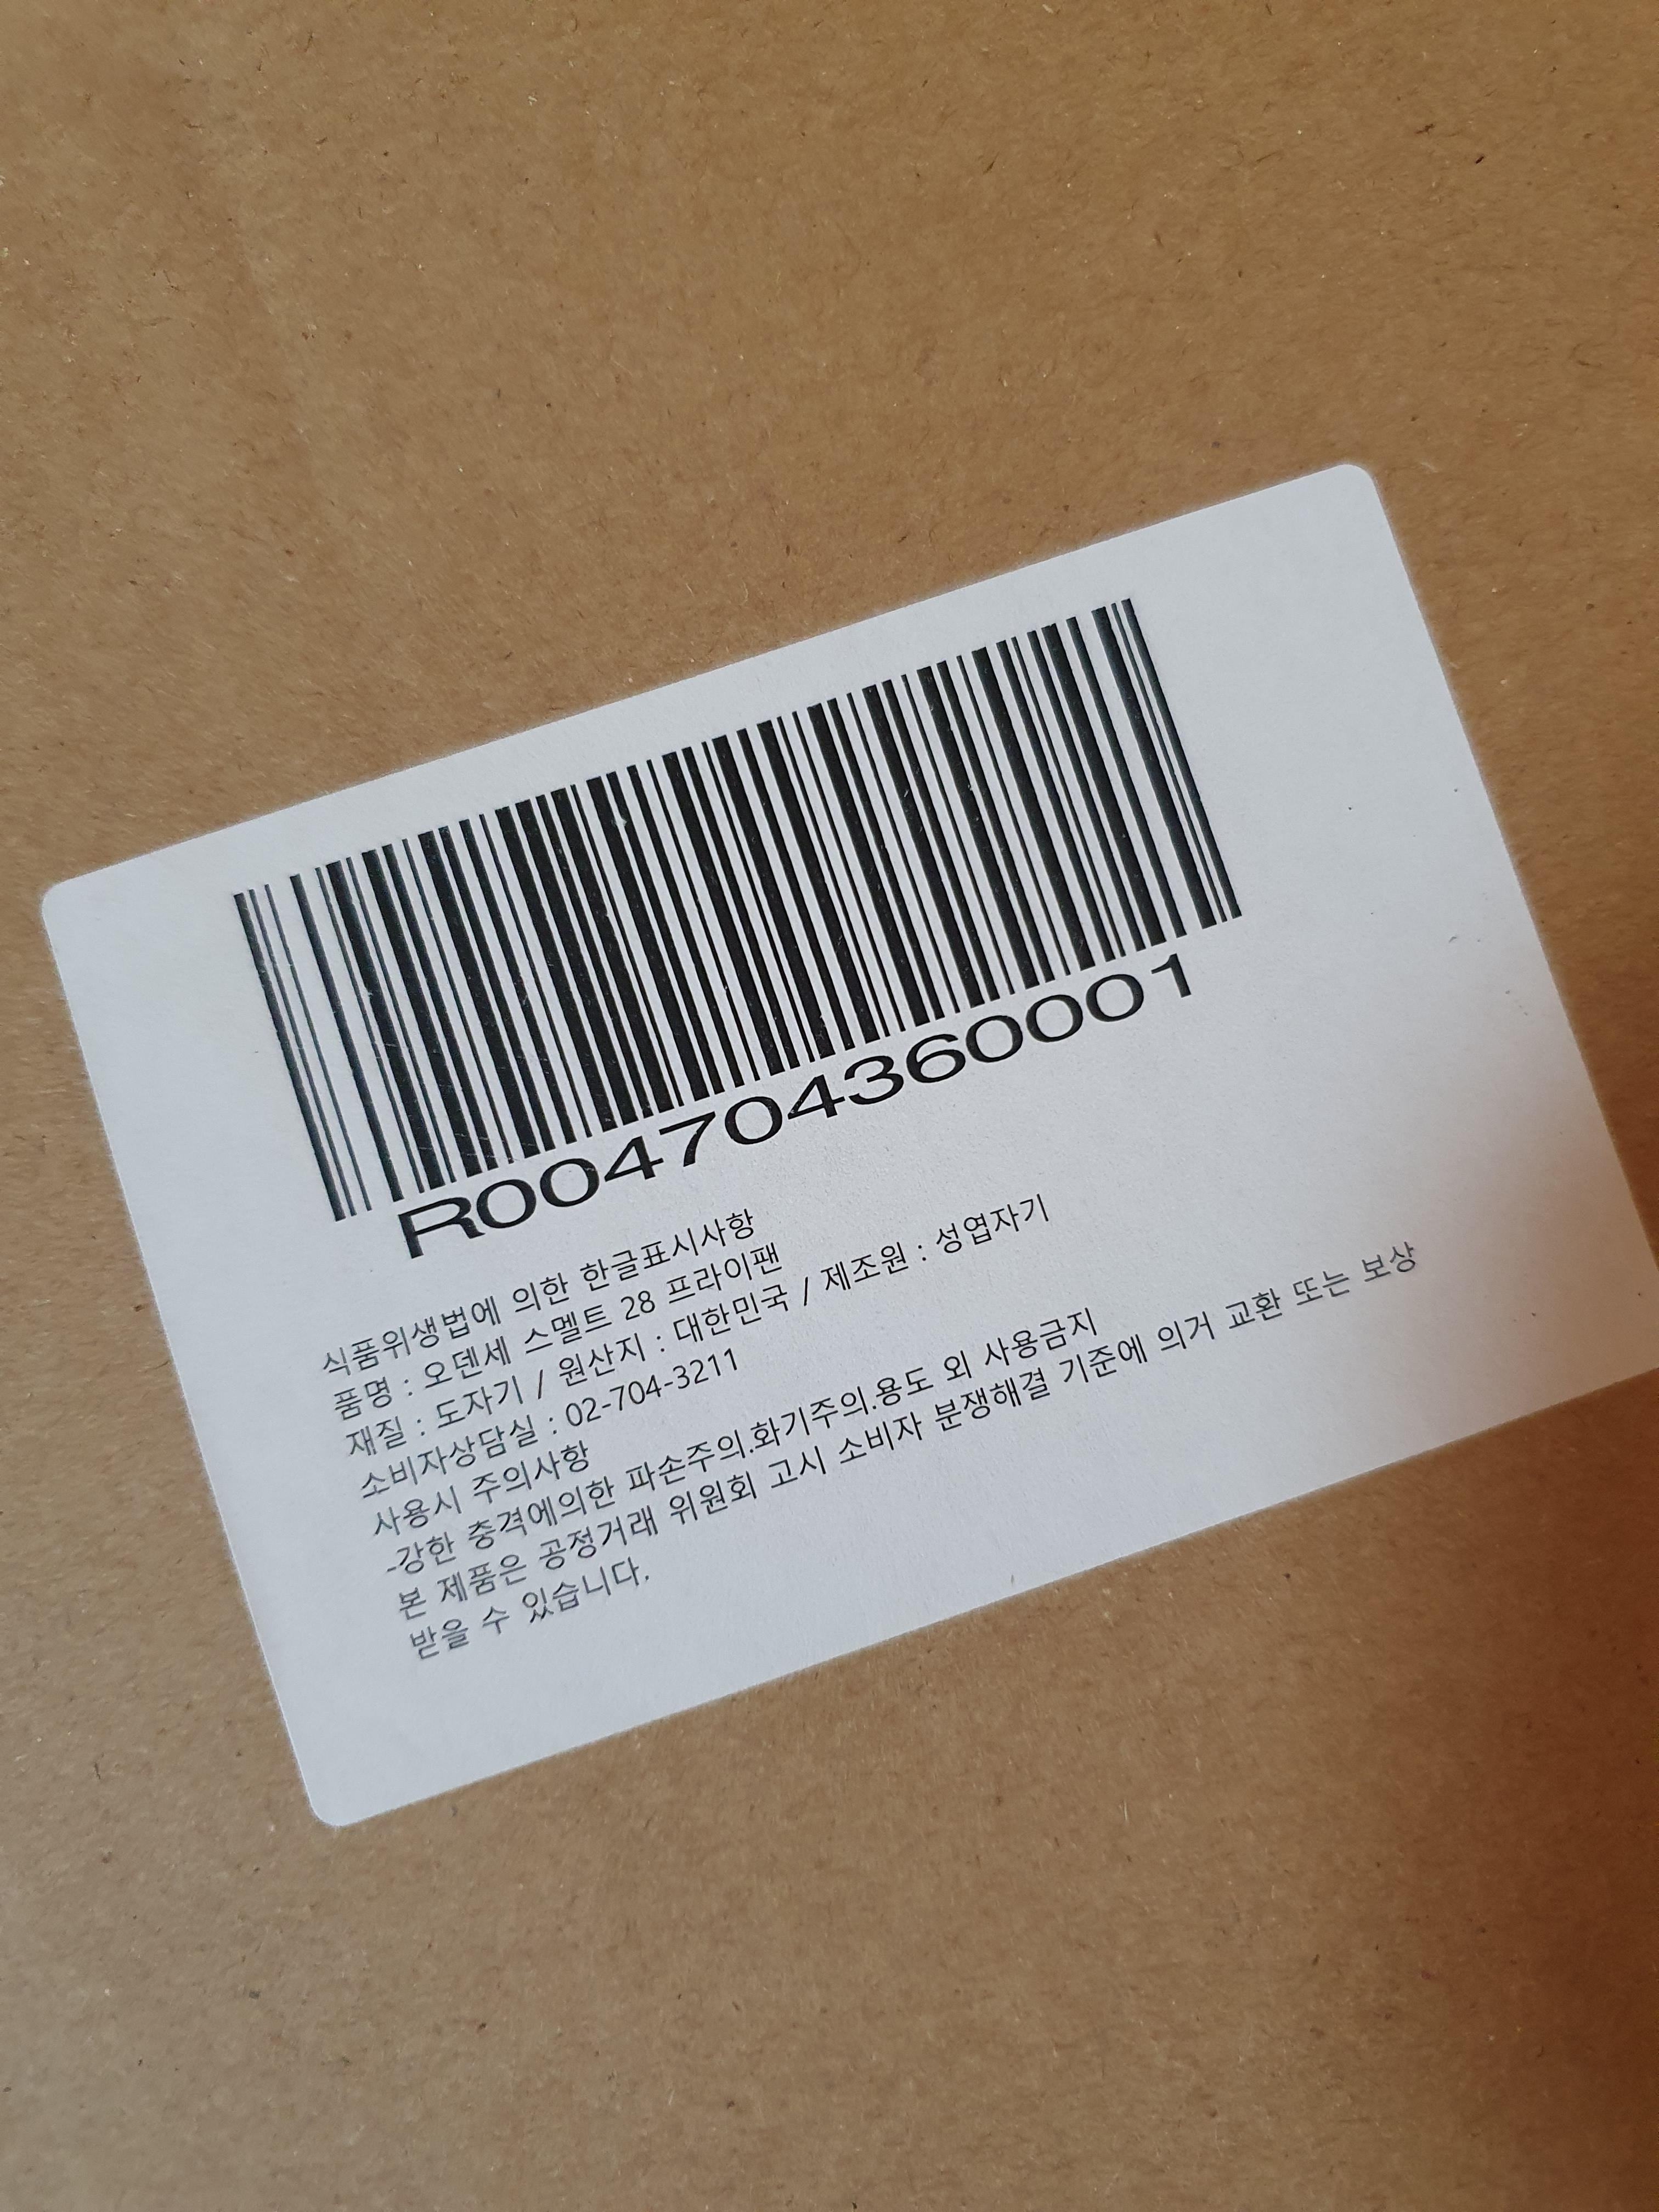 R004704360001
식품위생법에 의한 한글표시사항
품명 : 오덴세 스멜트 28 프라이팬
재질 : 도자기 / 원산지 : 대한민국 / 제조원 : 성엽자기
소비자상담실 : 02-704-3211
사용시 주의사항
-강한 충격에의한 파손주의.화기주의.용도 외 사용금지
본 제품은 공정거래 위원회 고시 소비자 분쟁해결 기준에 의거 교환 또는 보상
받을 수 있습니다.